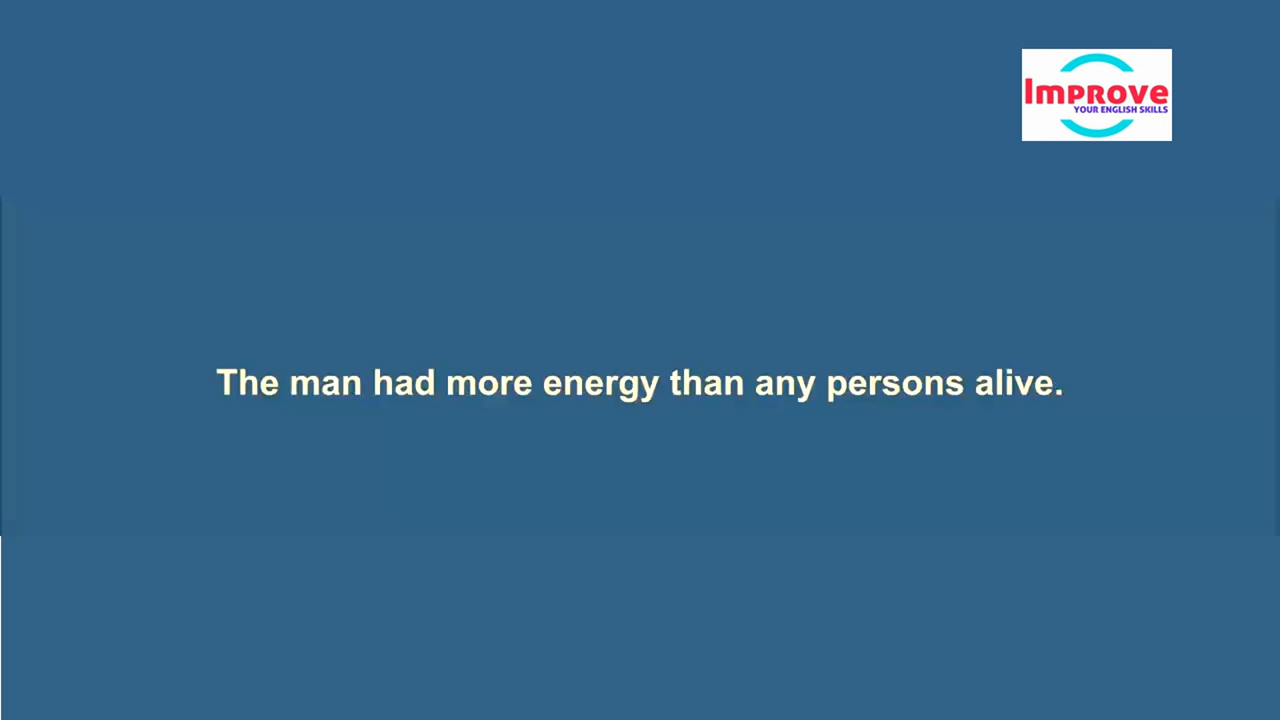 Improve
YOUR ENGLISH SKILLS
The man had more energy than any persons alive.